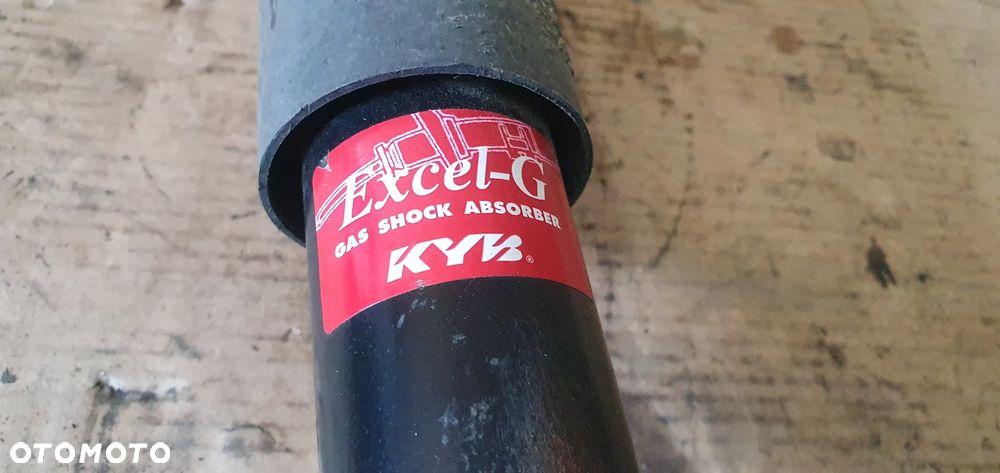 Excel-G
GAS SHOCK ABSORBER
KYB®
OTOMOTO